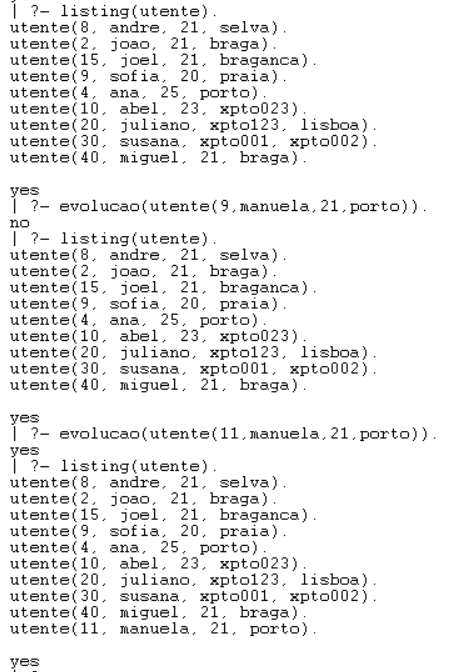 | ?- listing(utente).
utente(8, andre, 21, selva).
utente(2, joao, 21, braga).
utente(15, joel, 21, braganca).
utente(9, sofia, 20, praia).
utente(4, ana, 25, porto).
utente(10, abel, 23, xpto023).
utente(20, juliano, xpto123, lisboa).
utente(30, susana, xpto001, xpto002).
utente(40, miguel, 21, braga).
yes
| ?- evolucao(utente(9,manuela,21,porto)).
no
| ?- listing(utente).
utente(8, andre, 21, selva).
utente(2, joao, 21, braga).
utente(15, joel, 21, braganca).
utente(9, sofia, 20, praia).
utente(4, ana, 25, porto).
utente(10, abel, 23, xpto023).
utente(20, juliano, xpto123, lisboa).
utente(30, susana, xpto001, xpto002).
utente(40, miguel, 21, braga).
yes
| ?- evolucao(utente(11,manuela,21,porto)).
yes
| ?- listing(utente).
utente(8, andre, 21, selva).
utente(2, joao, 21, braga).
utente(15, joel, 21, braganca).
utente(9, sofia, 20, praia).
utente(4, ana, 25, porto).
utente(10, abel, 23, xpto023).
utente(20, juliano, xpto123, lisboa).
utente(30, susana, xpto001, xpto002).
utente(40, miguel, 21, braga).
utente(11, manuela, 21, porto).
yes